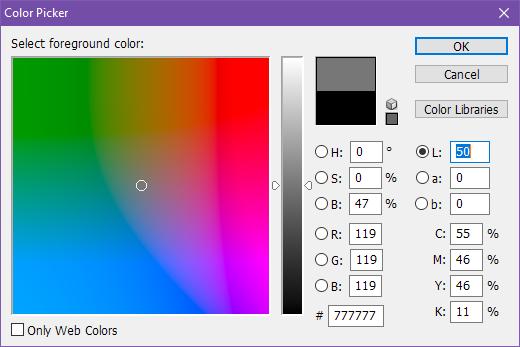 Color Picker
Select foreground color:
OK
Cancel
Color Libraries
H: 0 °
S: 0 %
B: 47 %
R: 119
G: 119
B: 119
# 777777
L: 50
a: 0
b: 0
C: 55 %
M: 46 %
Y: 46 %
K: 11 %
Only Web Colors